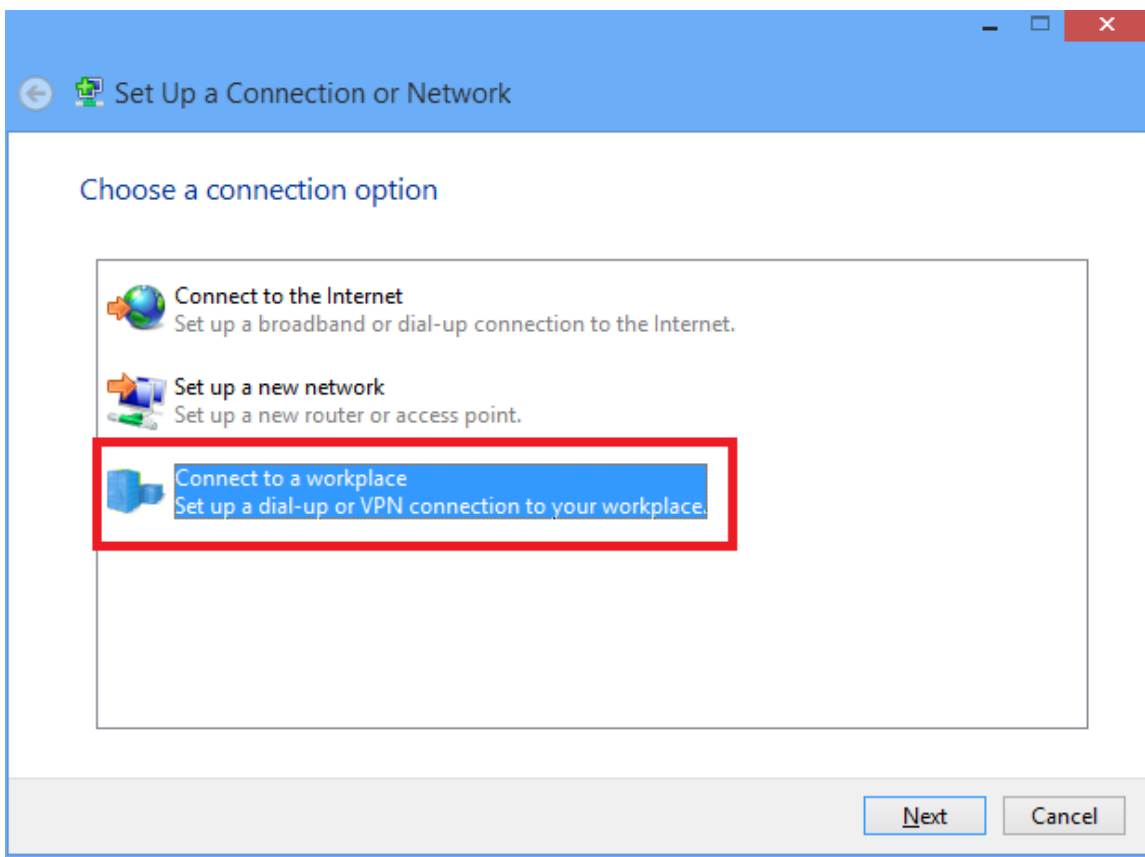 Set Up a Connection or Network
Choose a connection option
Connect to the Internet
Set up a broadband or dial-up connection to the Internet.
Set up a new network
Set up a new router or access point.
Connect to a workplace
Set up a dial-up or VPN connection to your workplace.
Next Cancel